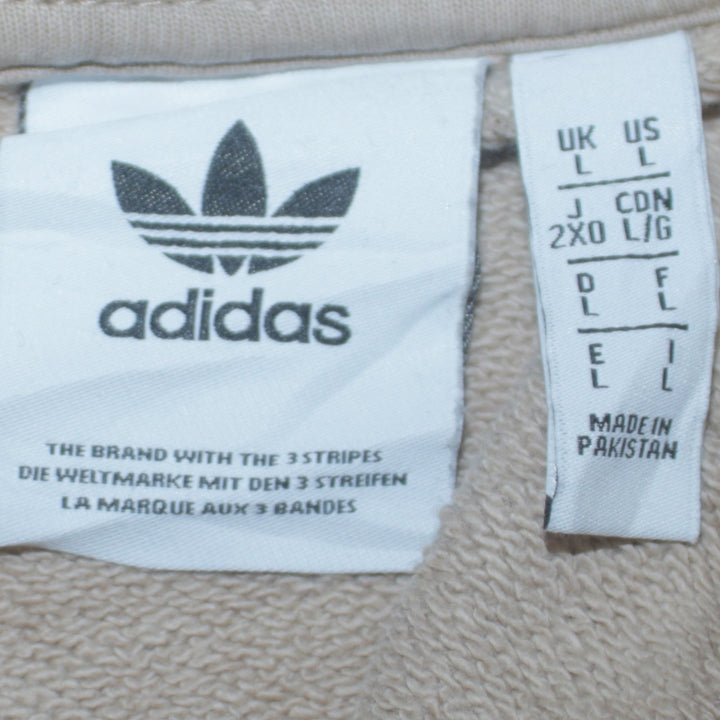 adidas
THE BRAND WITH THE 3 STRIPES
DIE WELTMARKE MIT DEN 3 STREIFEN
LA MARQUE AUX 3 BANDES
UK US
L L
J CDN
2XO L/G
D F
L L
E I
L L
MADE IN
PAKISTAN